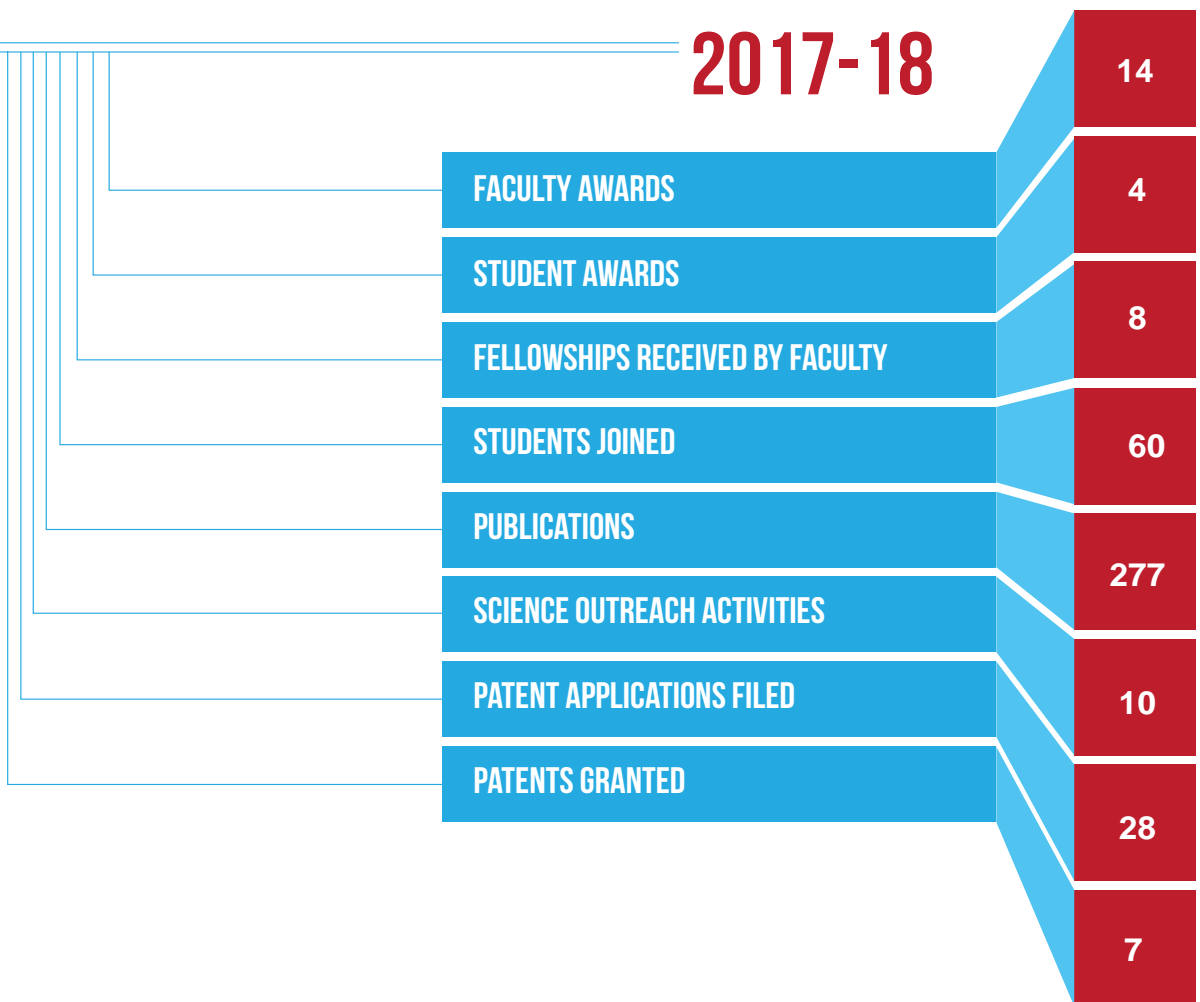 2017-18
FACULTY AWARDS 14
STUDENT AWARDS 4
FELLOWSHIPS RECEIVED BY FACULTY 8
STUDENTS JOINED 60
PUBLICATIONS 277
SCIENCE OUTREACH ACTIVITIES 10
PATENT APPLICATIONS FILED 28
PATENTS GRANTED 7